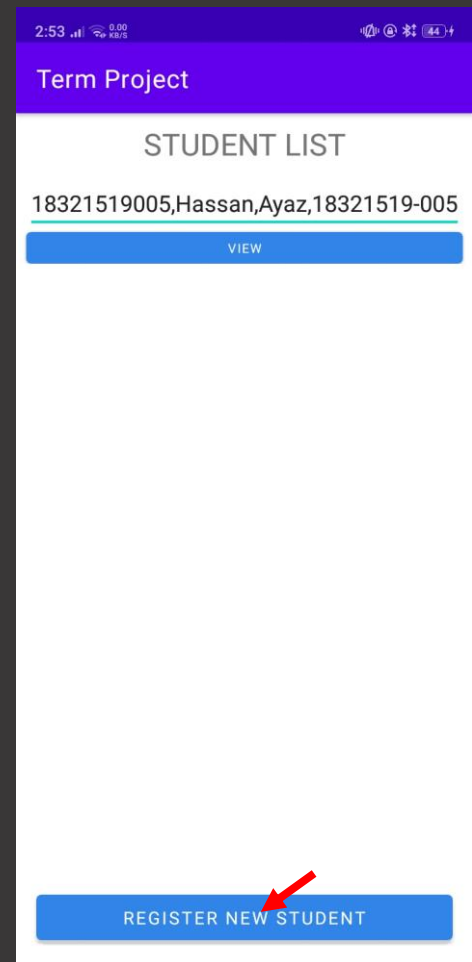 2:53 0.00 KB/S 44
Term Project
STUDENT LIST
18321519005,Hassan,Ayaz,18321519-005
VIEW
REGISTER NEW STUDENT